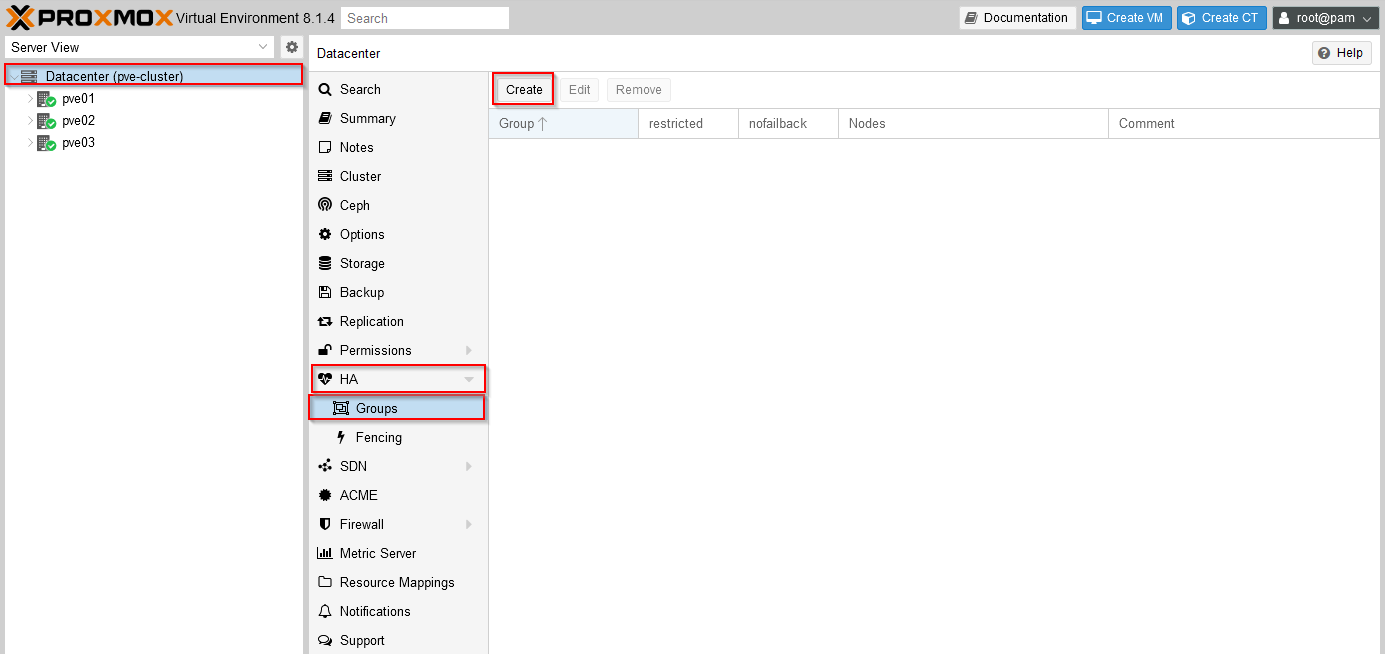 PROXMOX Virtual Environment 8.1.4 Search Documentation Create VM Create CT root@pam
Server View
Datacenter (pve-cluster)
pve01
pve02
pve03
Datacenter Help
Search
Summary
Notes
Cluster
Ceph
Options
Storage
Backup
Replication
Permissions
HA
Groups
Fencing
SDN
ACME
Firewall
Metric Server
Resource Mappings
Notifications
Support
Create Edit Remove
Group restricted nofailback Nodes Comment